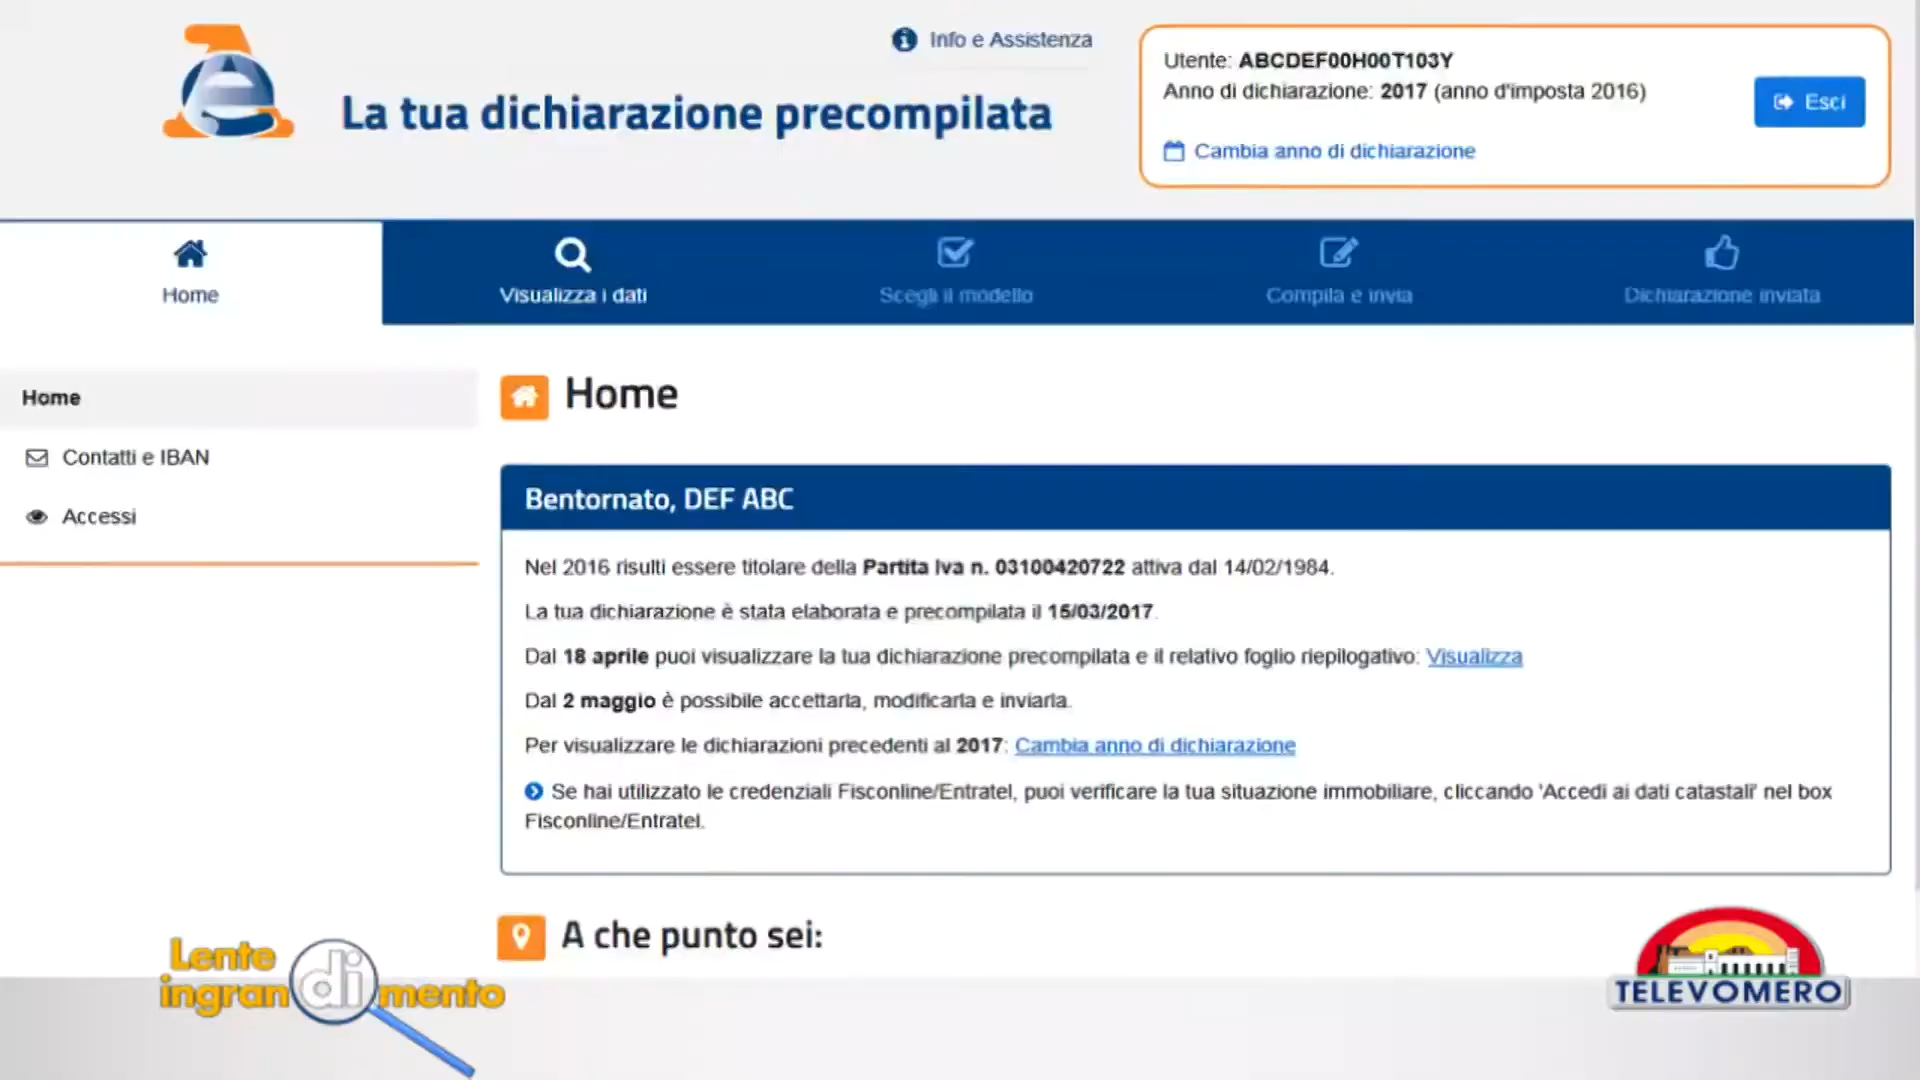 Info e Assistenza
La tua dichiarazione precompilata
Utente: ABCDEF00H00T103Y
Anno di dichiarazione: 2017 (anno d'imposta 2016)
Esci
Cambia anno di dichiarazione
Home
Visualizza i dati
Scegli il modello
Compila e invia
Dichiarazione inviata
Home
Contatti e IBAN
Accessi
Home
Bentornato, DEF ABC
Nel 2016 risulti essere titolare della Partita Iva n. 03100420722 attiva dal 14/02/1984.
La tua dichiarazione è stata elaborata e precompilata il 15/03/2017.
Dal 18 aprile puoi visualizzare la tua dichiarazione precompilata e il relativo foglio riepilogativo: Visualizza
Dal 2 maggio è possibile accettarla, modificarla e inviarla.
Per visualizzare le dichiarazioni precedenti al 2017: Cambia anno di dichiarazione
Se hai utilizzato le credenziali Fisconline/Entratel, puoi verificare la tua situazione immobiliare, cliccando 'Accedi ai dati catastali' nel box
Fisconline/Entratel.
A che punto sei:
Lente
ingrandimento
TELEVOMERO